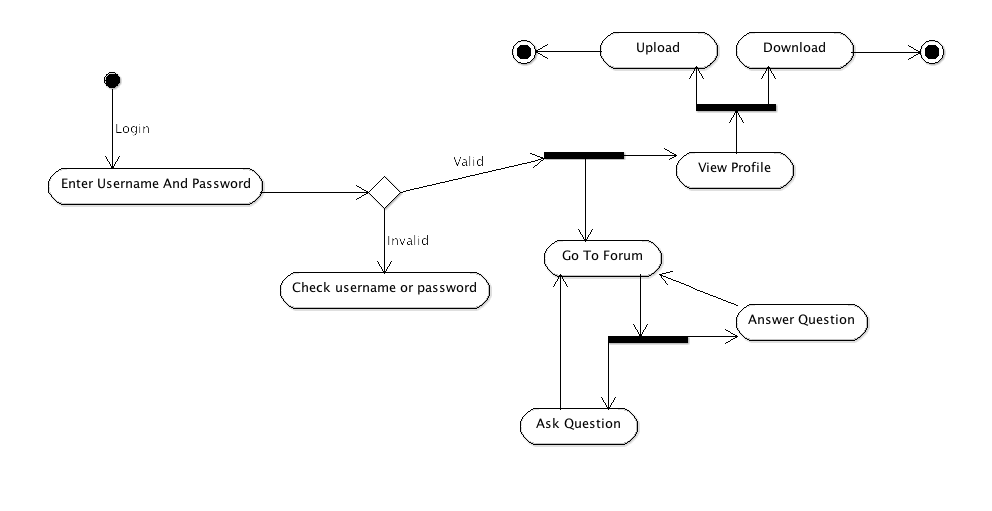 Upload
Download
Login
Valid
View Profile
Enter Username And Password
Invalid
Go To Forum
Check username or password
Answer Question
Ask Question